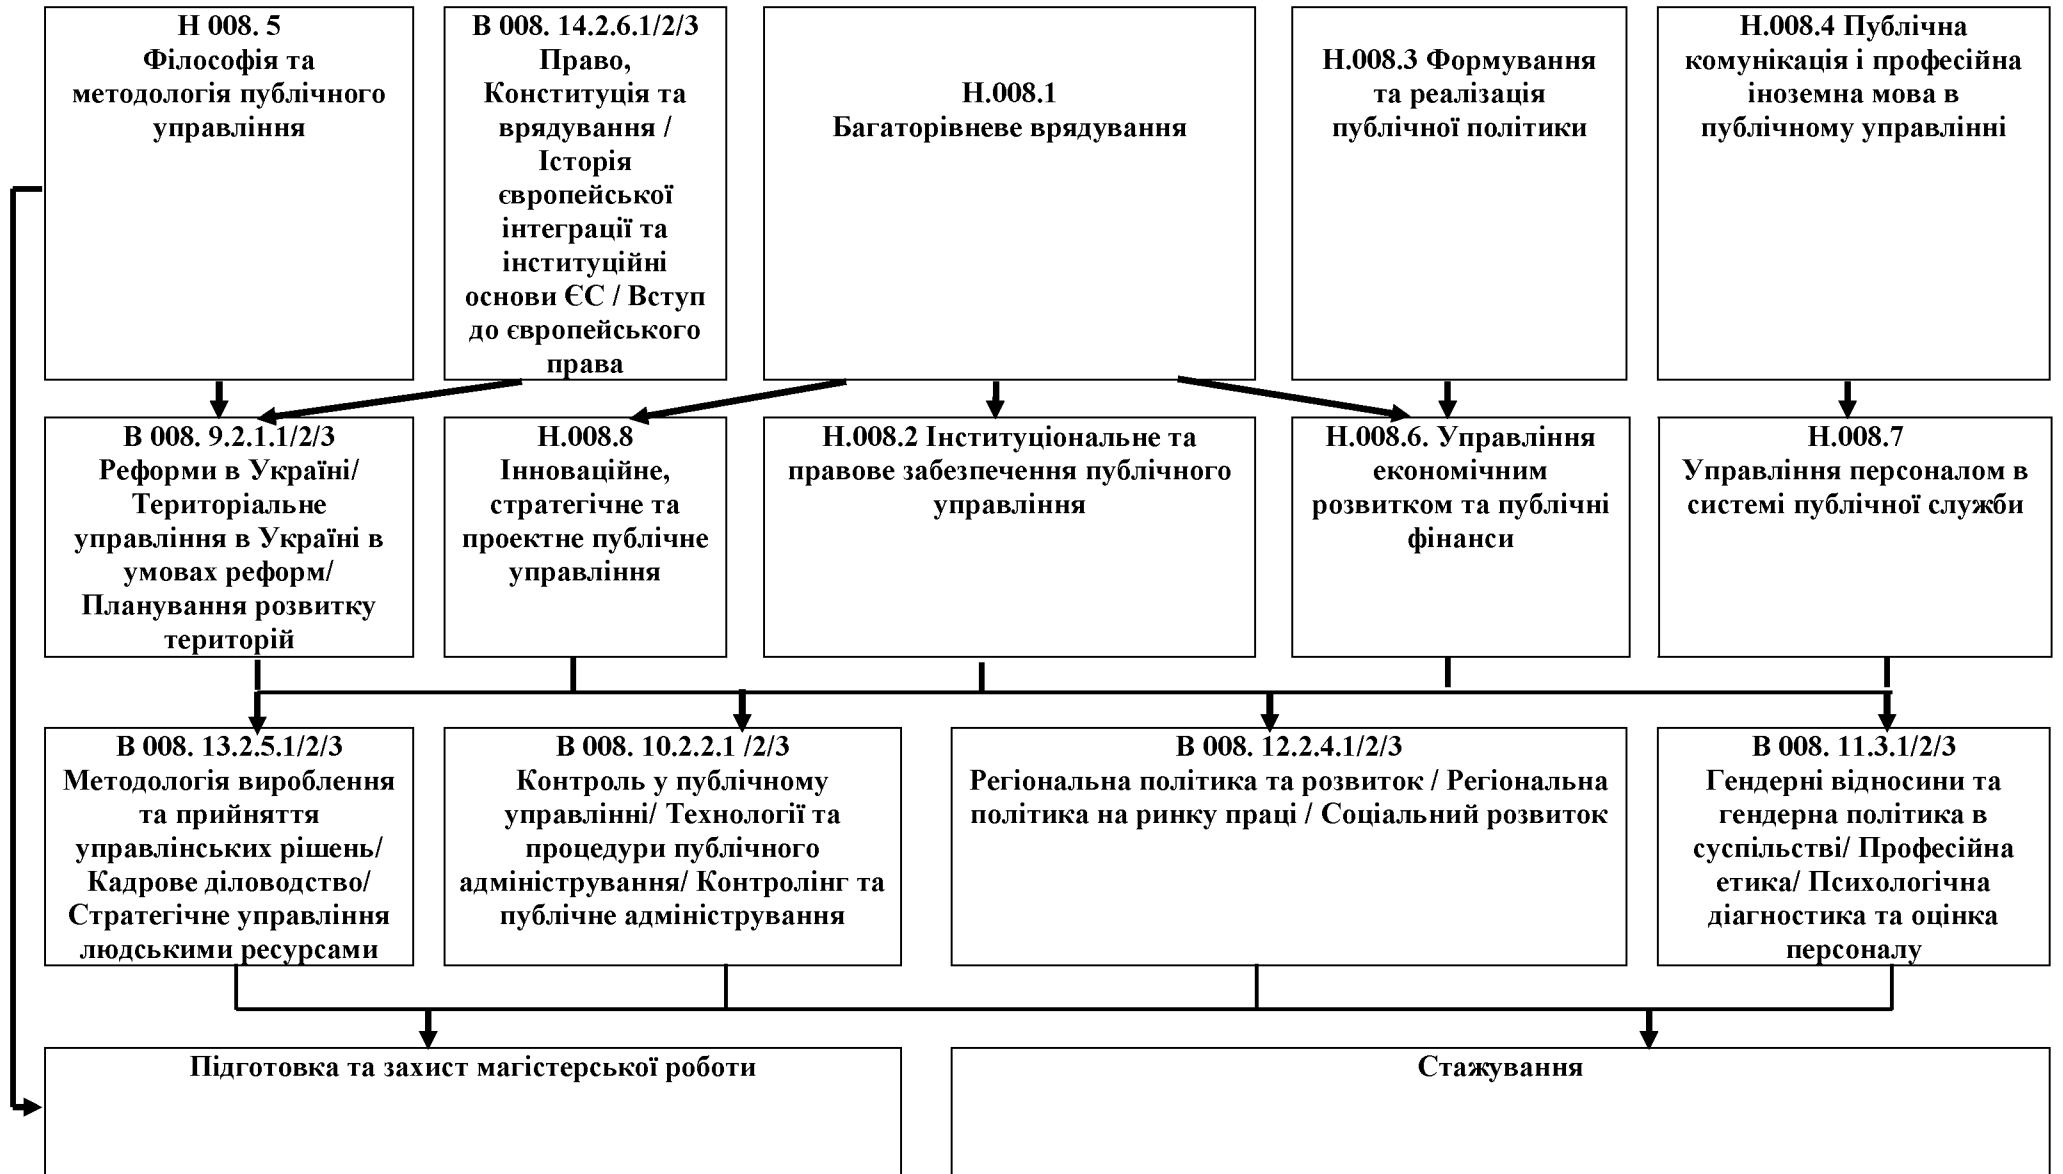 Н 008. 5
Філософія та
методологія публічного
управління
В 008. 14.2.6.1/2/3
Право,
Конституція та
врядування /
Історія
європейської
інтеграції та
інституційні
основи ЄС / Вступ
до європейського
права
Н.008.1
Багаторівневе врядування
Н.008.3 Формування
та реалізація
публічної політики
Н.008.4 Публічна
комунікація і професійна
іноземна мова в
публічному управлінні
В 008. 9.2.1.1/2/3
Реформи в Україні/
Територіальне
управління в Україні в
умовах реформ/
Планування розвитку
територій
Н.008.8
Інноваційне,
стратегічне та
проектне публічне
управління
Н.008.2 Інституціональне та
правове забезпечення публічного
управління
Н.008.6. Управління
економічним
розвитком та публічні
фінанси
Н.008.7
Управління персоналом в
системі публічної служби
В 008. 13.2.5.1/2/3
Методологія вироблення
та прийняття
управлінських рішень/
Кадрове діловодство/
Стратегічне управління
людськими ресурсами
В 008. 10.2.2.1 /2/3
Контроль у публічному
управлінні/ Технології та
процедури публічного
адміністрування/ Контролінг та
публічне адміністрування
В 008. 12.2.4.1/2/3
Регіональна політика та розвиток / Регіональна
політика на ринку праці / Соціальний розвиток
В 008. 11.3.1/2/3
Гендерні відносини та
гендерна політика в
суспільстві/ Професійна
етика/ Психологічна
діагностика та оцінка
персоналу
Підготовка та захист магістерської роботи
Стажування